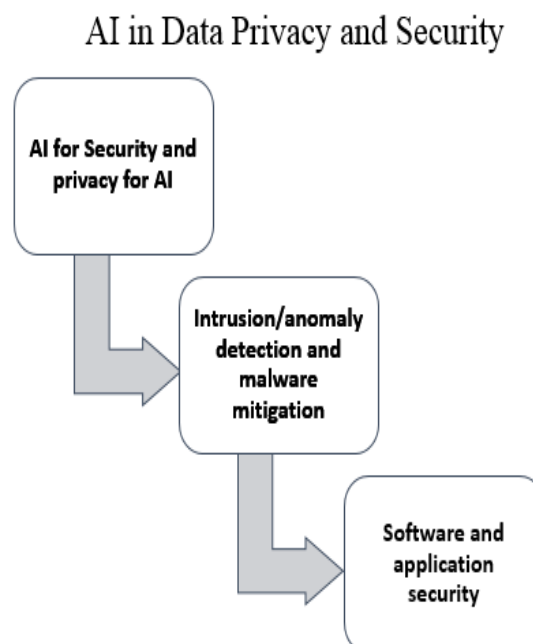 AI in Data Privacy and Security
AI for Security and
privacy for AI
Intrusion/anomaly
detection and
malware
mitigation
Software and
application
security